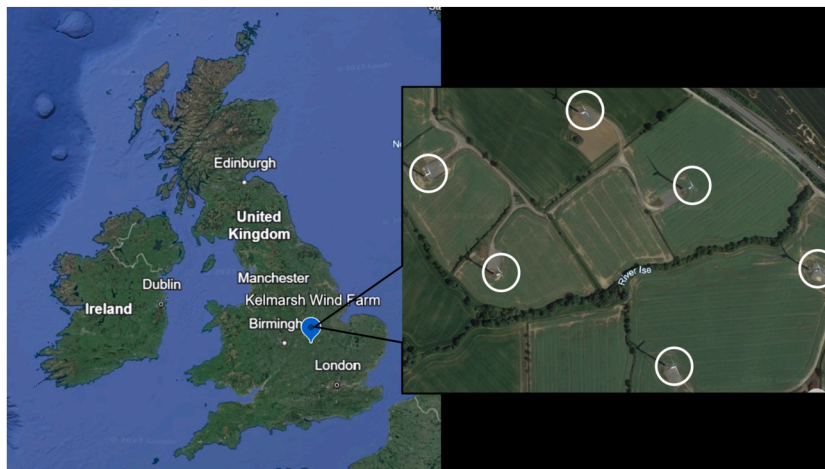 Edinburgh
United
Kingdom
Manchester
Dublin
Ireland
Kelmarsh Wind Farm
Birmingh
London
River Ise